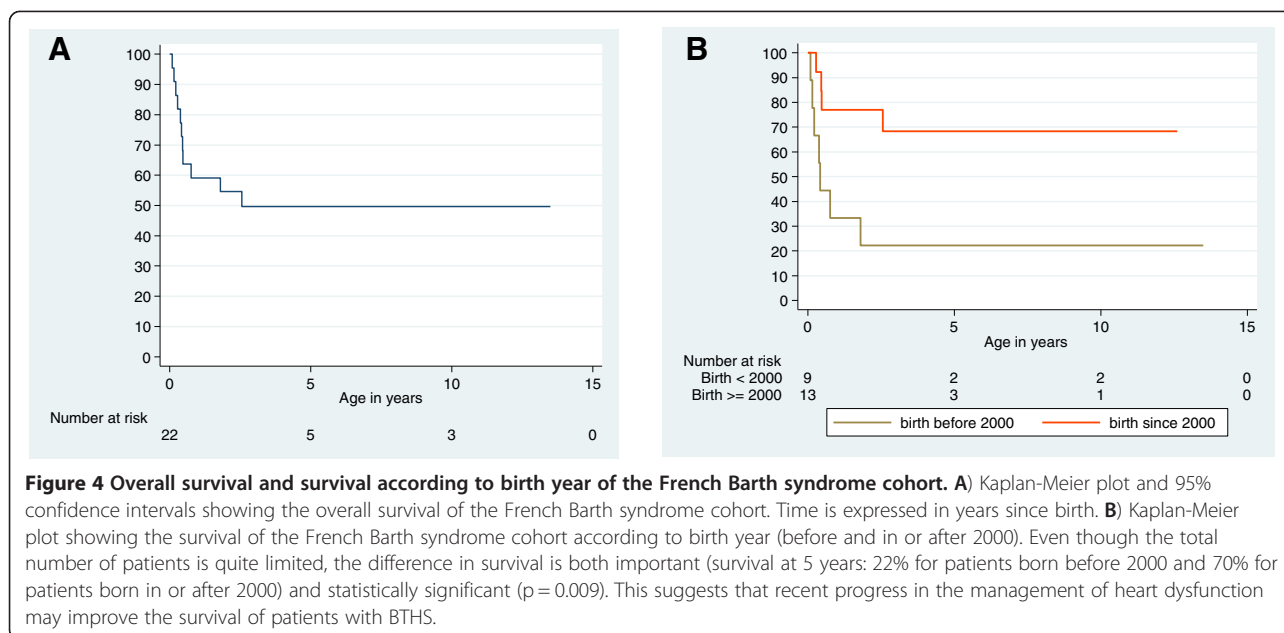 A
100
90
80
70
60
50
40
30
20
10
0
0 5 10 15
Age in years
Number at risk
22 5 3 0
B
100
90
80
70
60
50
40
30
20
10
0
0 5 10 15
Age in years
Number at risk
Birth < 2000 9 2 2 0
Birth >= 2000 13 3 1 0
birth before 2000 birth since 2000
Figure 4 Overall survival and survival according to birth year of the French Barth syndrome cohort. A) Kaplan-Meier plot and 95%
confidence intervals showing the overall survival of the French Barth syndrome cohort. Time is expressed in years since birth. B) Kaplan-Meier
plot showing the survival of the French Barth syndrome cohort according to birth year (before and in or after 2000). Even though the total
number of patients is quite limited, the difference in survival is both important (survival at 5 years: 22% for patients born before 2000 and 70% for
patients born in or after 2000) and statistically significant (p = 0.009). This suggests that recent progress in the management of heart dysfunction
may improve the survival of patients with BTHS.